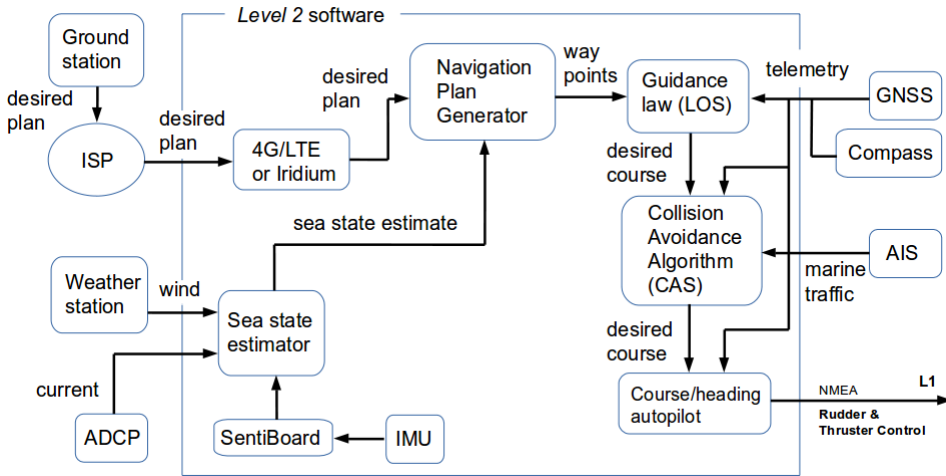 Level 2 software
Ground
station
desired
plan
ISP
desired
plan
4G/LTE
or Iridium
desired
plan
Navigation
Plan
Generator
way
points
Guidance
law (LOS)
telemetry
GNSS
Compass
desired
course
Collision
Avoidance
Algorithm
(CAS)
AIS
marine
traffic
sea state estimate
Weather
station
wind
Sea state
estimator
current
ADCP
SentiBoard
IMU
desired
course
Course/heading
autopilot
NMEA
L1
Rudder &
Thruster Control